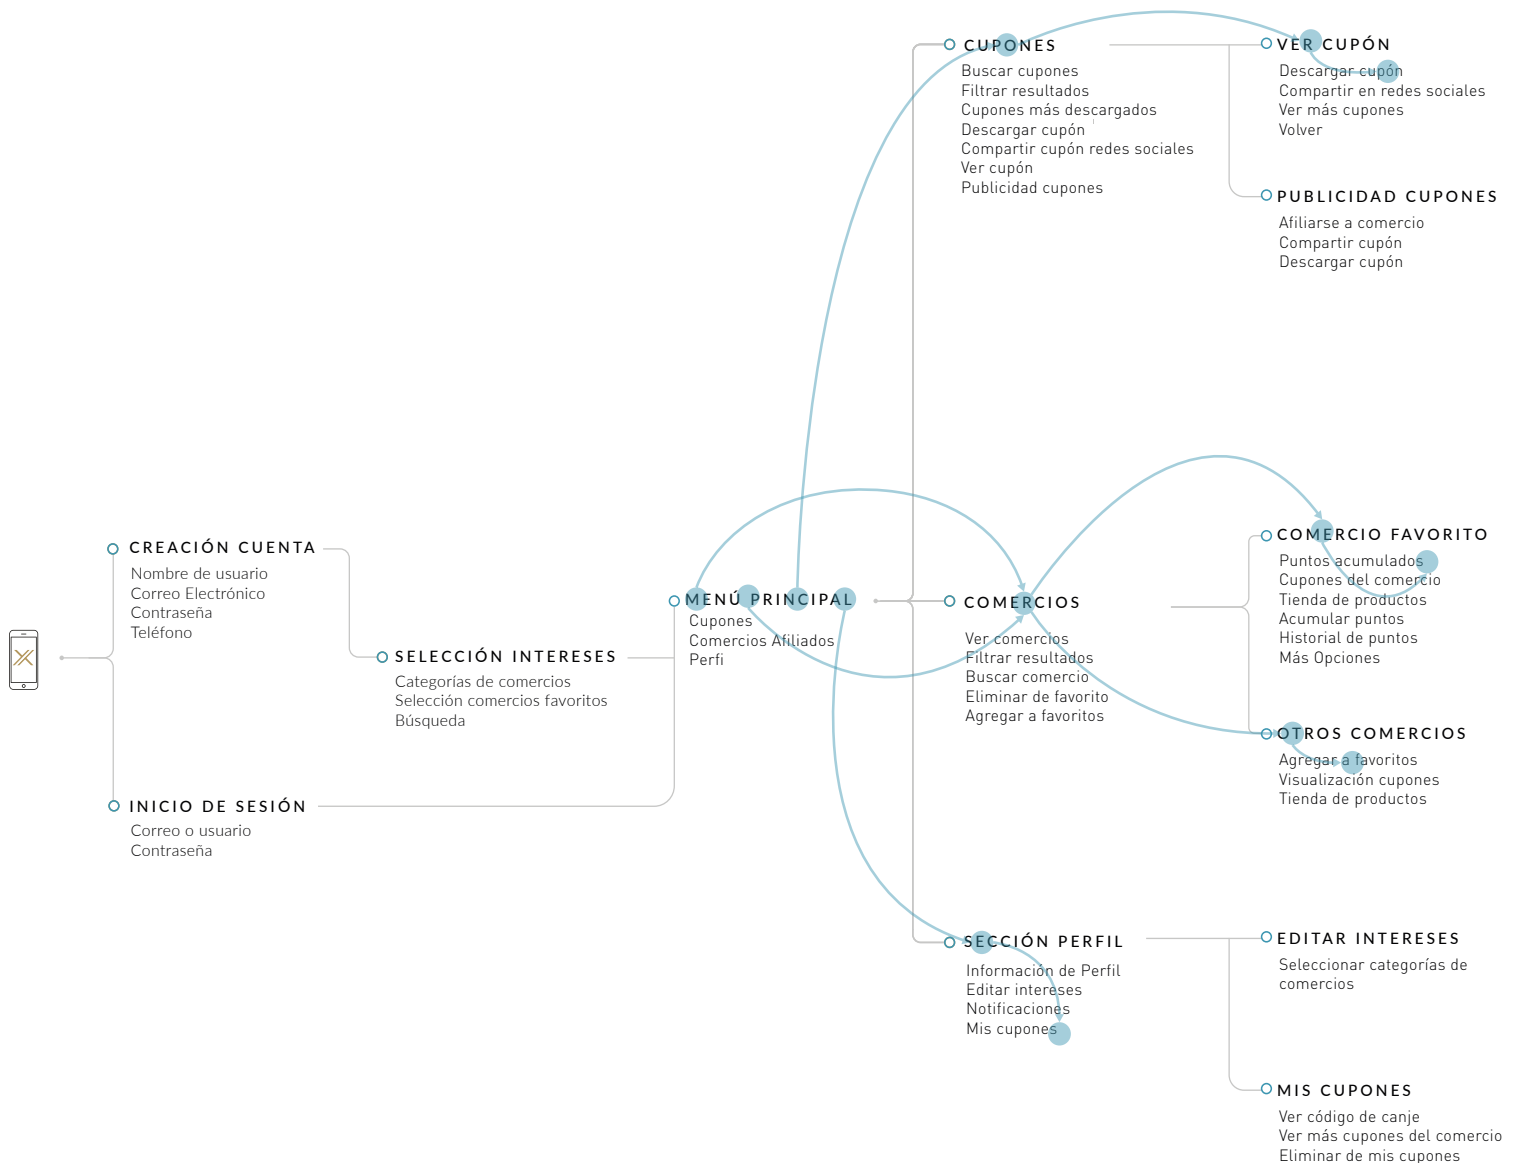 CREACIÓN CUENTA
Nombre de usuario
Correo Electrónico
Contraseña
Teléfono
INICIO DE SESIÓN
Correo o usuario
Contraseña
SELECCIÓN INTERESES
Categorías de comercios
Selección comercios favoritos
Búsqueda
MENÚ PRINCIPAL
Cupones
Comercios Afiliados
Perfi
CUPONES
Buscar cupones
Filtrar resultados
Cupones más descargados
Descargar cupón
Compartir cupón redes sociales
Ver cupón
Publicidad cupones
VER CUPÓN
Descargar cupón
Compartir en redes sociales
Ver más cupones
Volver
PUBLICIDAD CUPONES
Afiliarse a comercio
Compartir cupón
Descargar cupón
COMERCIOS
Ver comercios
Filtrar resultados
Buscar comercio
Eliminar de favorito
Agregar a favoritos
COMERCIO FAVORITO
Puntos acumulados
Cupones del comercio
Tienda de productos
Acumular puntos
Historial de puntos
Más Opciones
OTROS COMERCIOS
Agregar a favoritos
Visualización cupones
Tienda de productos
SECCIÓN PERFIL
Información de Perfil
Editar intereses
Notificaciones
Mis cupones
EDITAR INTERESES
Seleccionar categorías de
comercios
MIS CUPONES
Ver código de canje
Ver más cupones del comercio
Eliminar de mis cupones